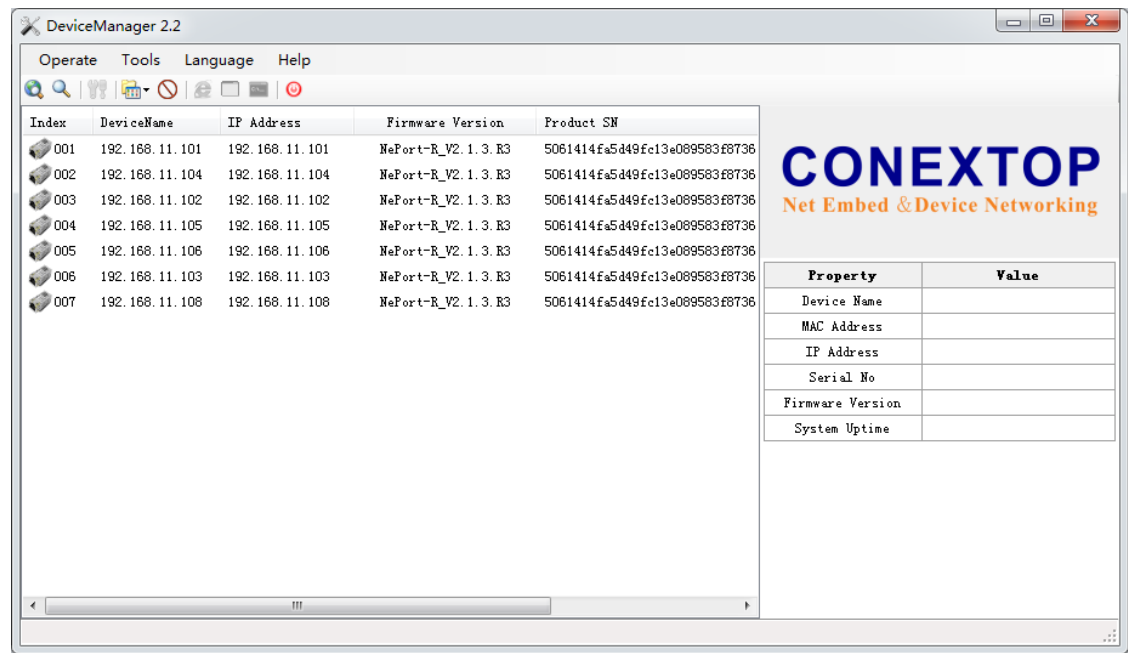 DeviceManager 2.2
Operate Tools Language Help
Index DeviceName IP Address Firmware Version Product SN
001 192.168.11.101 192.168.11.101 NePort-R_V2.1.3.R3 5061414fa5d49fc13e089583f8736
002 192.168.11.104 192.168.11.104 NePort-R_V2.1.3.R3 5061414fa5d49fc13e089583f8736
003 192.168.11.102 192.168.11.102 NePort-R_V2.1.3.R3 5061414fa5d49fc13e089583f8736
004 192.168.11.105 192.168.11.105 NePort-R_V2.1.3.R3 5061414fa5d49fc13e089583f8736
005 192.168.11.106 192.168.11.106 NePort-R_V2.1.3.R3 5061414fa5d49fc13e089583f8736
006 192.168.11.103 192.168.11.103 NePort-R_V2.1.3.R3 5061414fa5d49fc13e089583f8736
007 192.168.11.108 192.168.11.108 NePort-R_V2.1.3.R3 5061414fa5d49fc13e089583f8736
CONEXTOP
Net Embed &Device Networking
Property Value
Device Name
MAC Address
IP Address
Serial No
Firmware Version
System Uptime